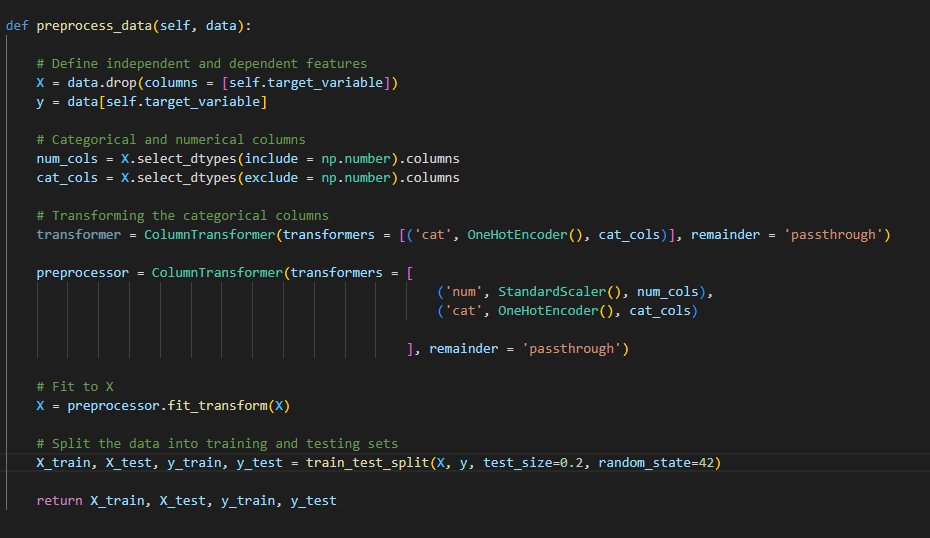 def preprocess_data(self, data):
# Define independent and dependent features
X = data.drop(columns = [self.target_variable])
y = data[self.target_variable]
# Categorical and numerical columns
num_cols = X.select_dtypes(include = np.number).columns
cat_cols = X.select_dtypes(exclude = np.number).columns
# Transforming the categorical columns
transformer = ColumnTransformer(transformers = [('cat', OneHotEncoder(), cat_cols)], remainder = 'passthrough')
preprocessor = ColumnTransformer(transformers = [
('num', StandardScaler(), num_cols),
('cat', OneHotEncoder(), cat_cols)
], remainder = 'passthrough')
# Fit to X
X = preprocessor.fit_transform(X)
# Split the data into training and testing sets
X_train, X_test, y_train, y_test = train_test_split(X, y, test_size=0.2, random_state=42)
return X_train, X_test, y_train, y_test